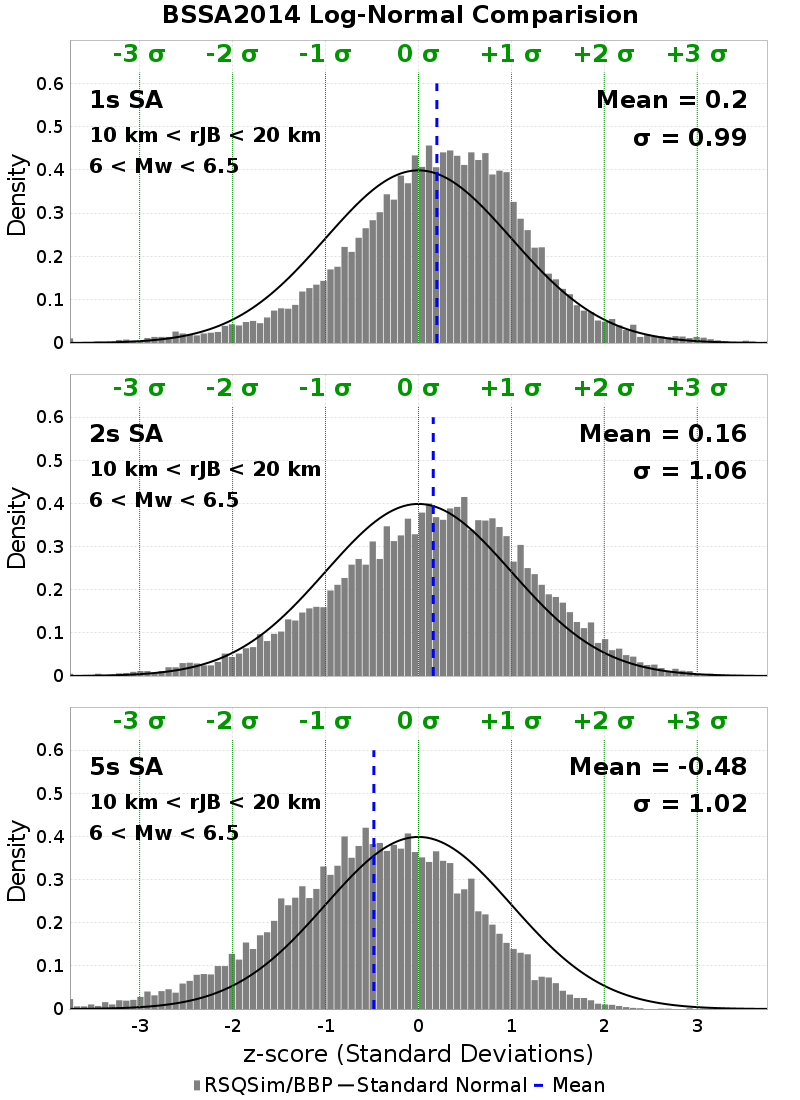 BSSA2014 Log-Normal Comparision
-3 σ -2 σ -1 σ 0 σ +1 σ +2 σ +3 σ
1s SA
10 km < rJB < 20 km
6 < Mw < 6.5
Mean = 0.2
σ = 0.99
0.6
0.5
0.4
0.3
0.2
0.1
0
Density
-3 σ -2 σ -1 σ 0 σ +1 σ +2 σ +3 σ
2s SA
10 km < rJB < 20 km
6 < Mw < 6.5
Mean = 0.16
σ = 1.06
0.6
0.5
0.4
0.3
0.2
0.1
0
Density
-3 σ -2 σ -1 σ 0 σ +1 σ +2 σ +3 σ
5s SA
10 km < rJB < 20 km
6 < Mw < 6.5
Mean = -0.48
σ = 1.02
0.6
0.5
0.4
0.3
0.2
0.1
0
Density
-3 -2 -1 0 1 2 3
z-score (Standard Deviations)
RSQSim/BBP Standard Normal Mean